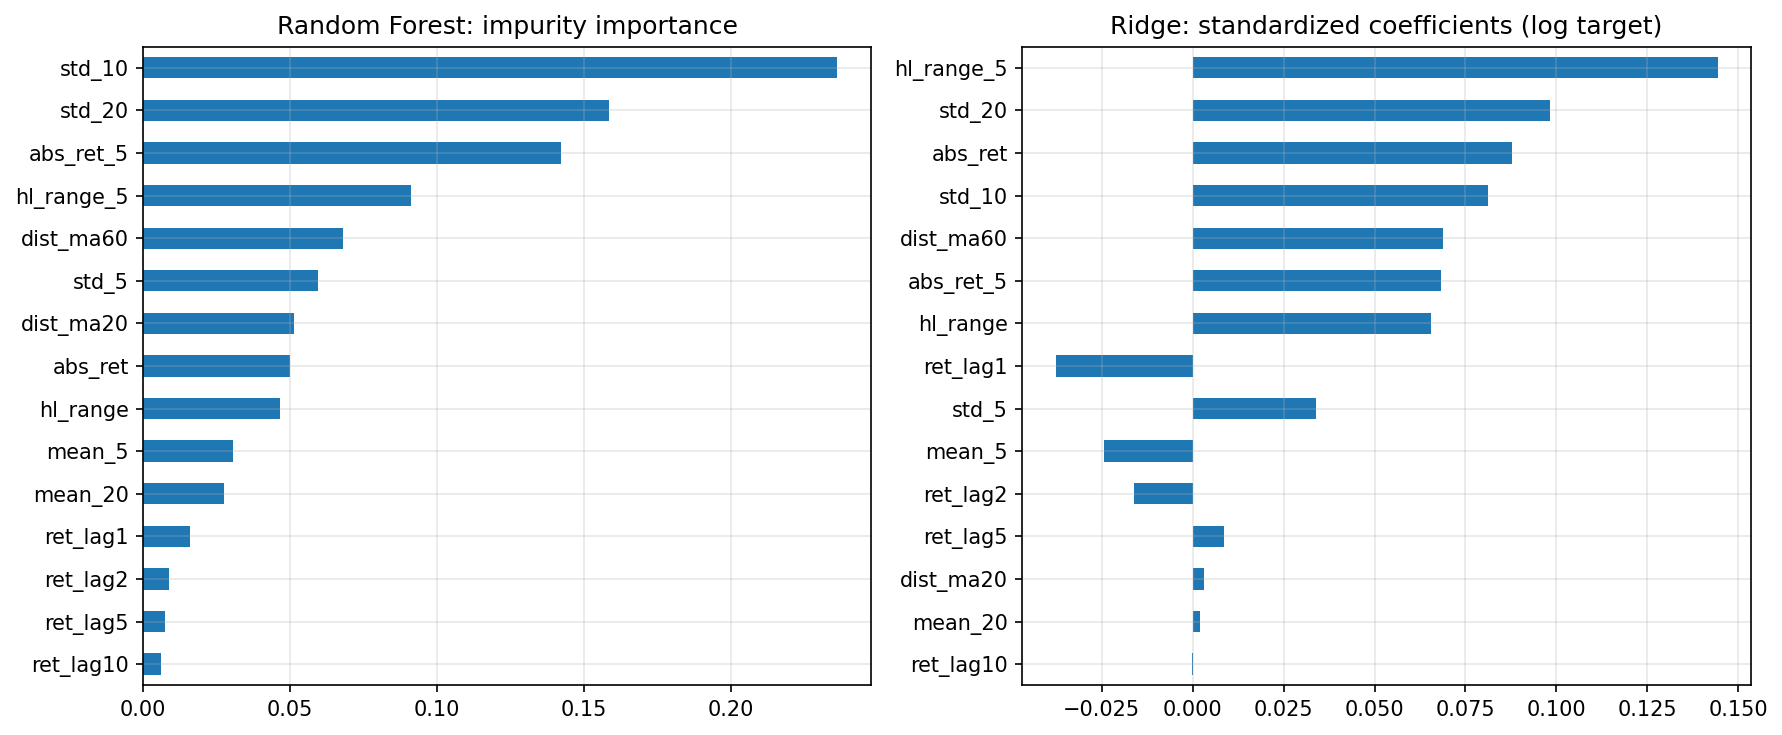 Random Forest: impurity importance
std_10
std_20
abs_ret_5
hl_range_5
dist_ma60
std_5
dist_ma20
abs_ret
hl_range
mean_5
mean_20
ret_lag1
ret_lag2
ret_lag5
ret_lag10
0.00 0.05 0.10 0.15 0.20
Ridge: standardized coefficients (log target)
hl_range_5
std_20
abs_ret
std_10
dist_ma60
abs_ret_5
hl_range
ret_lag1
std_5
mean_5
ret_lag2
ret_lag5
dist_ma20
mean_20
ret_lag10
−0.025 0.000 0.025 0.050 0.075 0.100 0.125 0.150